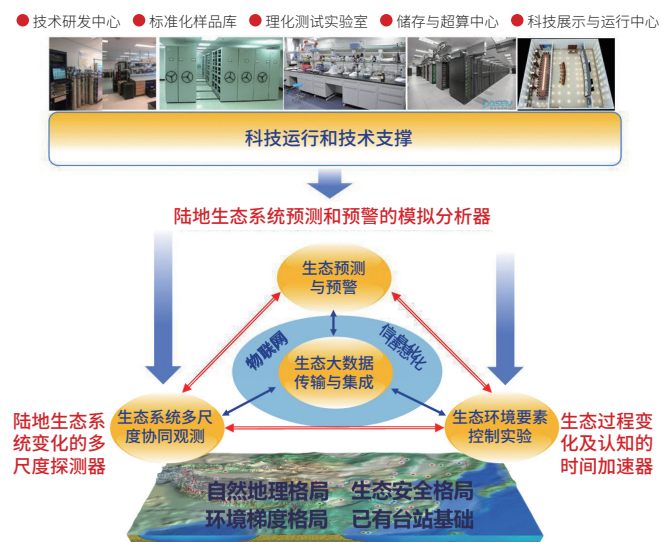 技术研发中心 标准化样品库 理化测试实验室 储存与超算中心 科技展示与运行中心
科技运行和技术支撑
陆地生态系统预测和预警的模拟分析器
生态预测
与预警
物联网
信息化
生态大数据
传输与集成
陆地生态系
统变化的多
尺度探测器
生态系统多尺
度协同观测
生态环境要素
控制实验
生态过程变
化及认知的
时间加速器
自然地理格局 生态安全格局
环境梯度格局 已有台站基础